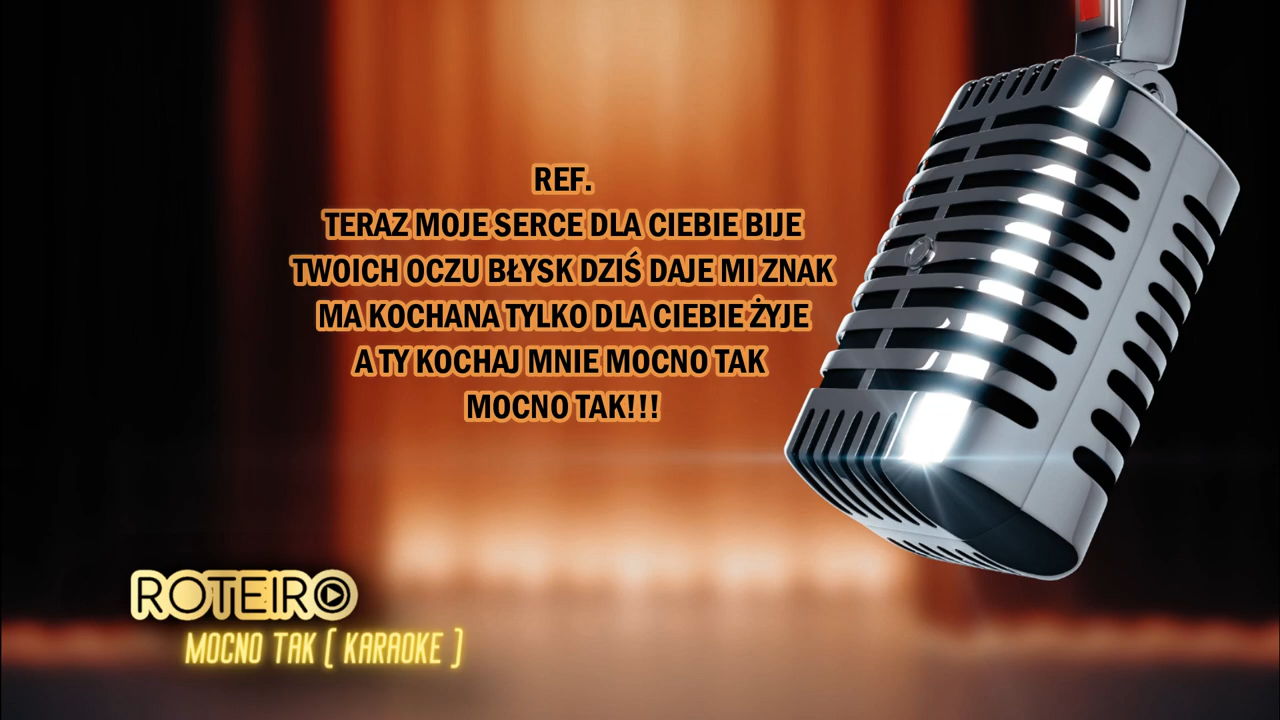 REF.
TERAZ MOJE SERCE DLA CIEBIE BIJE
TWOICH OCZU BŁYSK DZIŚ DAJE MI ZNAK
MA KOCHANA TYLKO DLA CIEBIE ŻYJE
A TY KOCHAJ MNIE MOCNO TAK
MOCNO TAK!!!
ROTEIRO
MOCNO TAK ( KARAOKE )